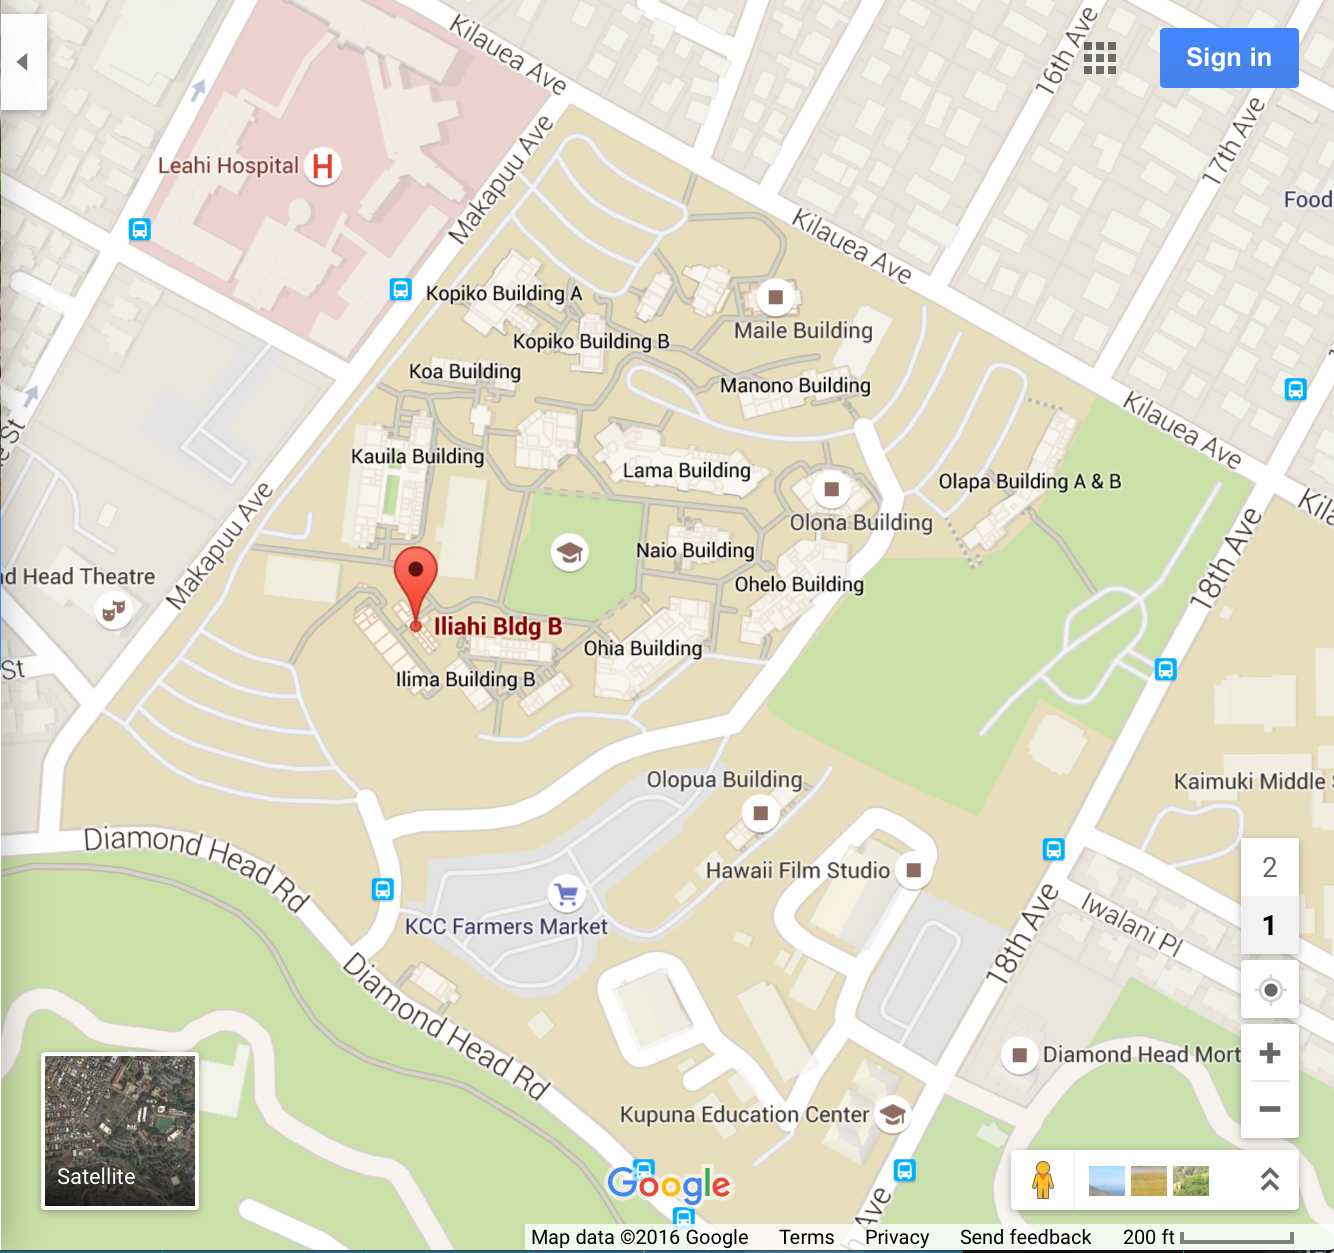 Kilauea Ave
16th Ave
Sign in
Makapuu Ave
17th Ave
Leahi Hospital
H
Food
Kilauea Ave
Kopiko Building A
Maile Building
Kopiko Building B
Koa Building
Manono Building
Kilauea Ave
Kauila Building
Lama Building
Olapa Building A & B
Olona Building
Makapuu Ave
Naio Building
18th Ave
d Head Theatre
Ohelo Building
Iliahi Bldg B
Ohia Building
St
Ilima Building B
Olopua Building
Kaimuki Middle
Diamond Head Rd
Hawaii Film Studio
2
KCC Farmers Market
1
18th Ave
Iwalani Pl
Diamond Head Rd
Diamond Head Mort
Kupuna Education Center
Satellite
Google
Ave
Map data ©2016 Google
Terms
Privacy
Send feedback
200 ft